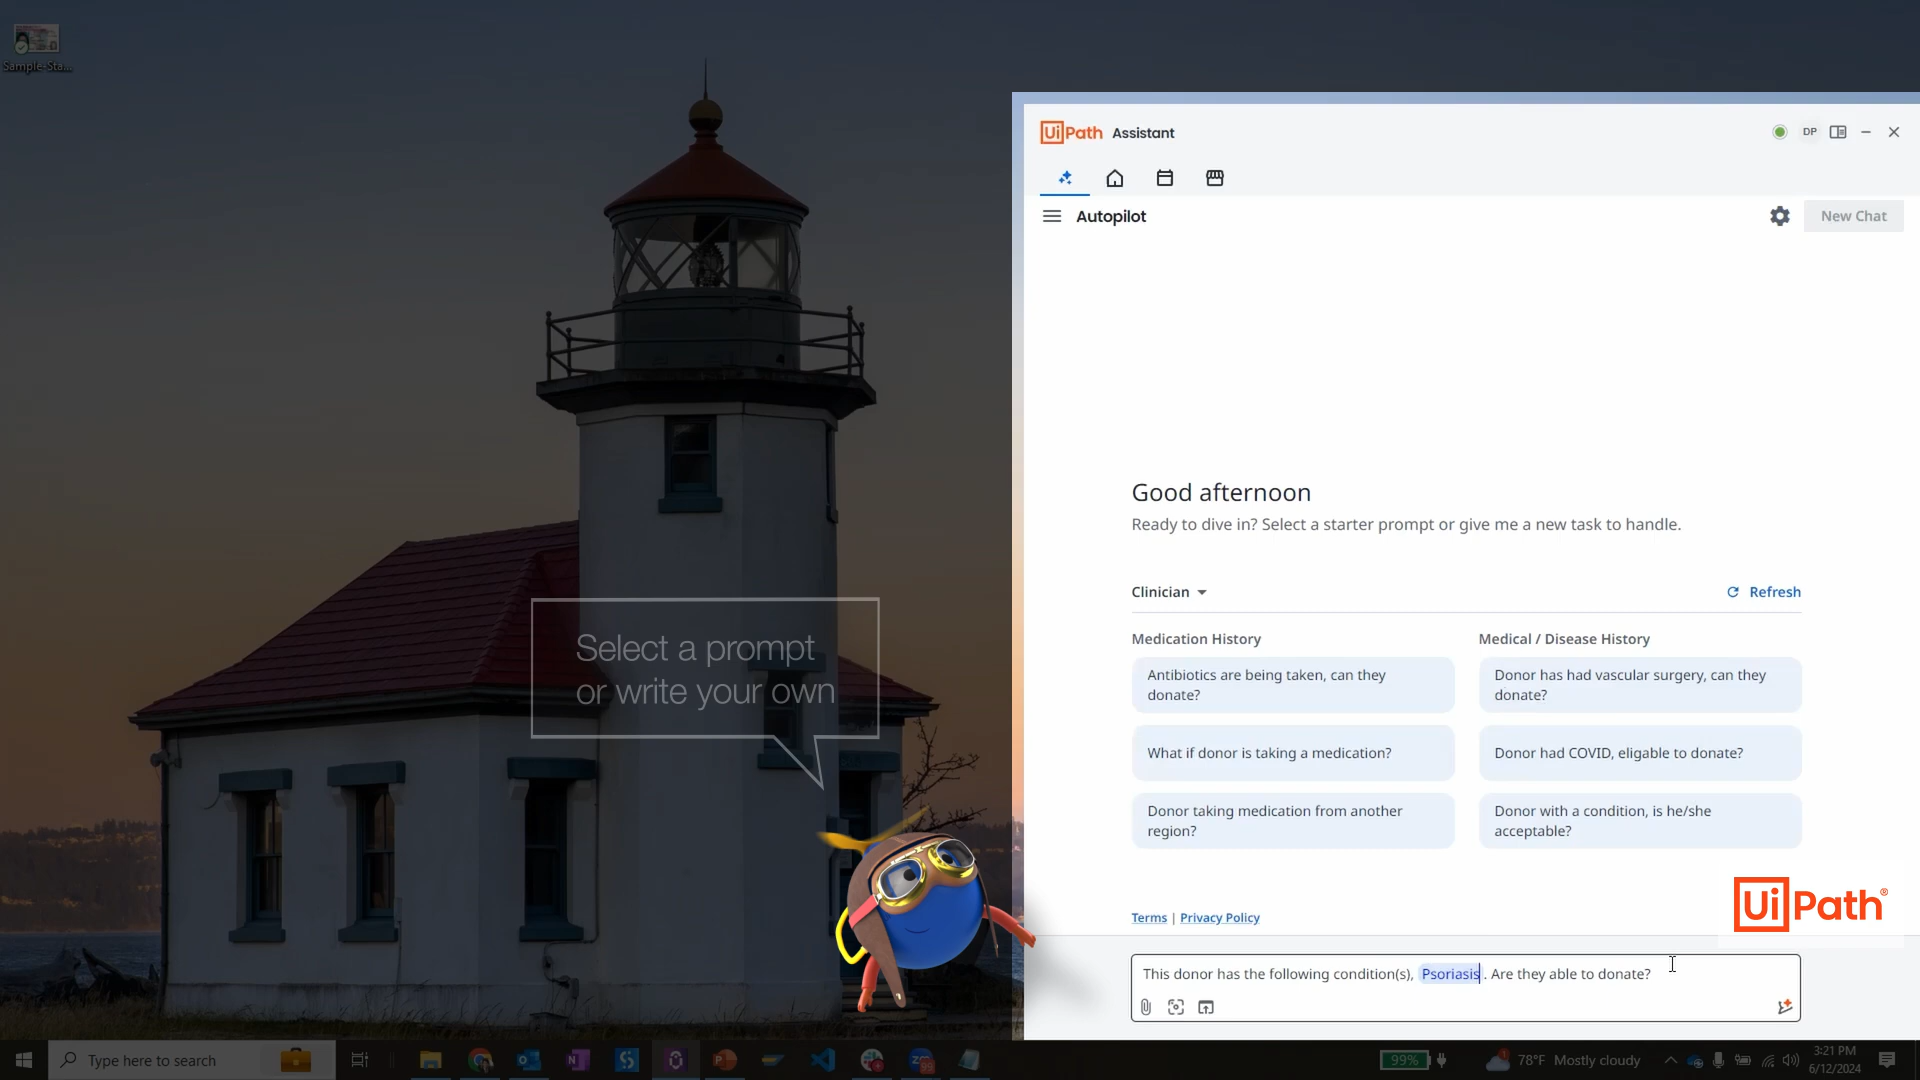 Sample-Sta...
UiPath Assistant
DP
Autopilot
New Chat
Good afternoon
Ready to dive in? Select a starter prompt or give me a new task to handle.
Clinician
Refresh
Medication History
Medical / Disease History
Antibiotics are being taken, can they
donate?
Donor has had vascular surgery, can they
donate?
What if donor is taking a medication?
Donor had COVID, eligable to donate?
Donor taking medication from another
region?
Donor with a condition, is he/she
acceptable?
Select a prompt
or write your own
Terms | Privacy Policy
UiPath®
This donor has the following condition(s), Psoriasis . Are they able to donate?
Type here to search
99%
78°F Mostly cloudy
3:21 PM
6/12/2024